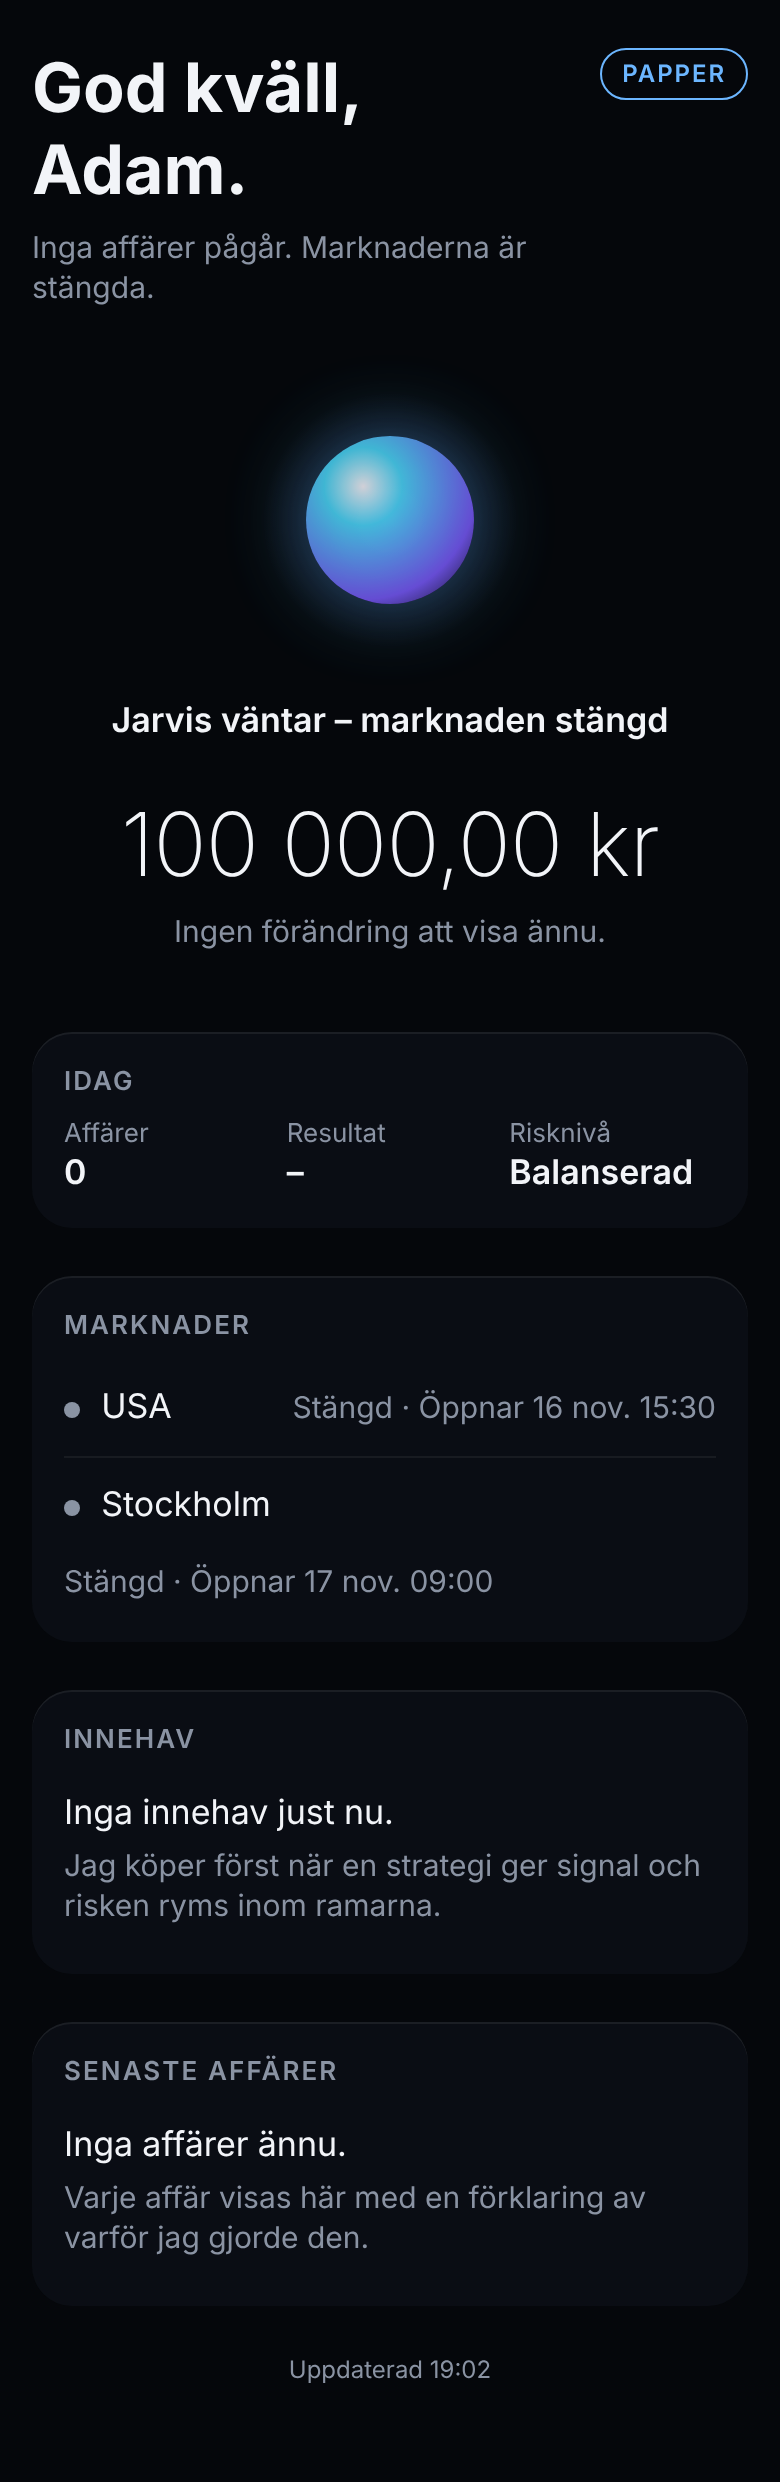 God kväll,
Adam.
PAPPER
Inga affärer pågår. Marknaderna är
stängda.
Jarvis väntar – marknaden stängd
100 000,00 kr
Ingen förändring att visa ännu.
IDAG
Affärer
0
Resultat
–
Risknivå
Balanserad
MARKNADER
USA
Stängd · Öppnar 16 nov. 15:30
Stockholm
Stängd · Öppnar 17 nov. 09:00
INNEHAV
Inga innehav just nu.
Jag köper först när en strategi ger signal och
risken ryms inom ramarna.
SENASTE AFFÄRER
Inga affärer ännu.
Varje affär visas här med en förklaring av
varför jag gjorde den.
Uppdaterad 19:02